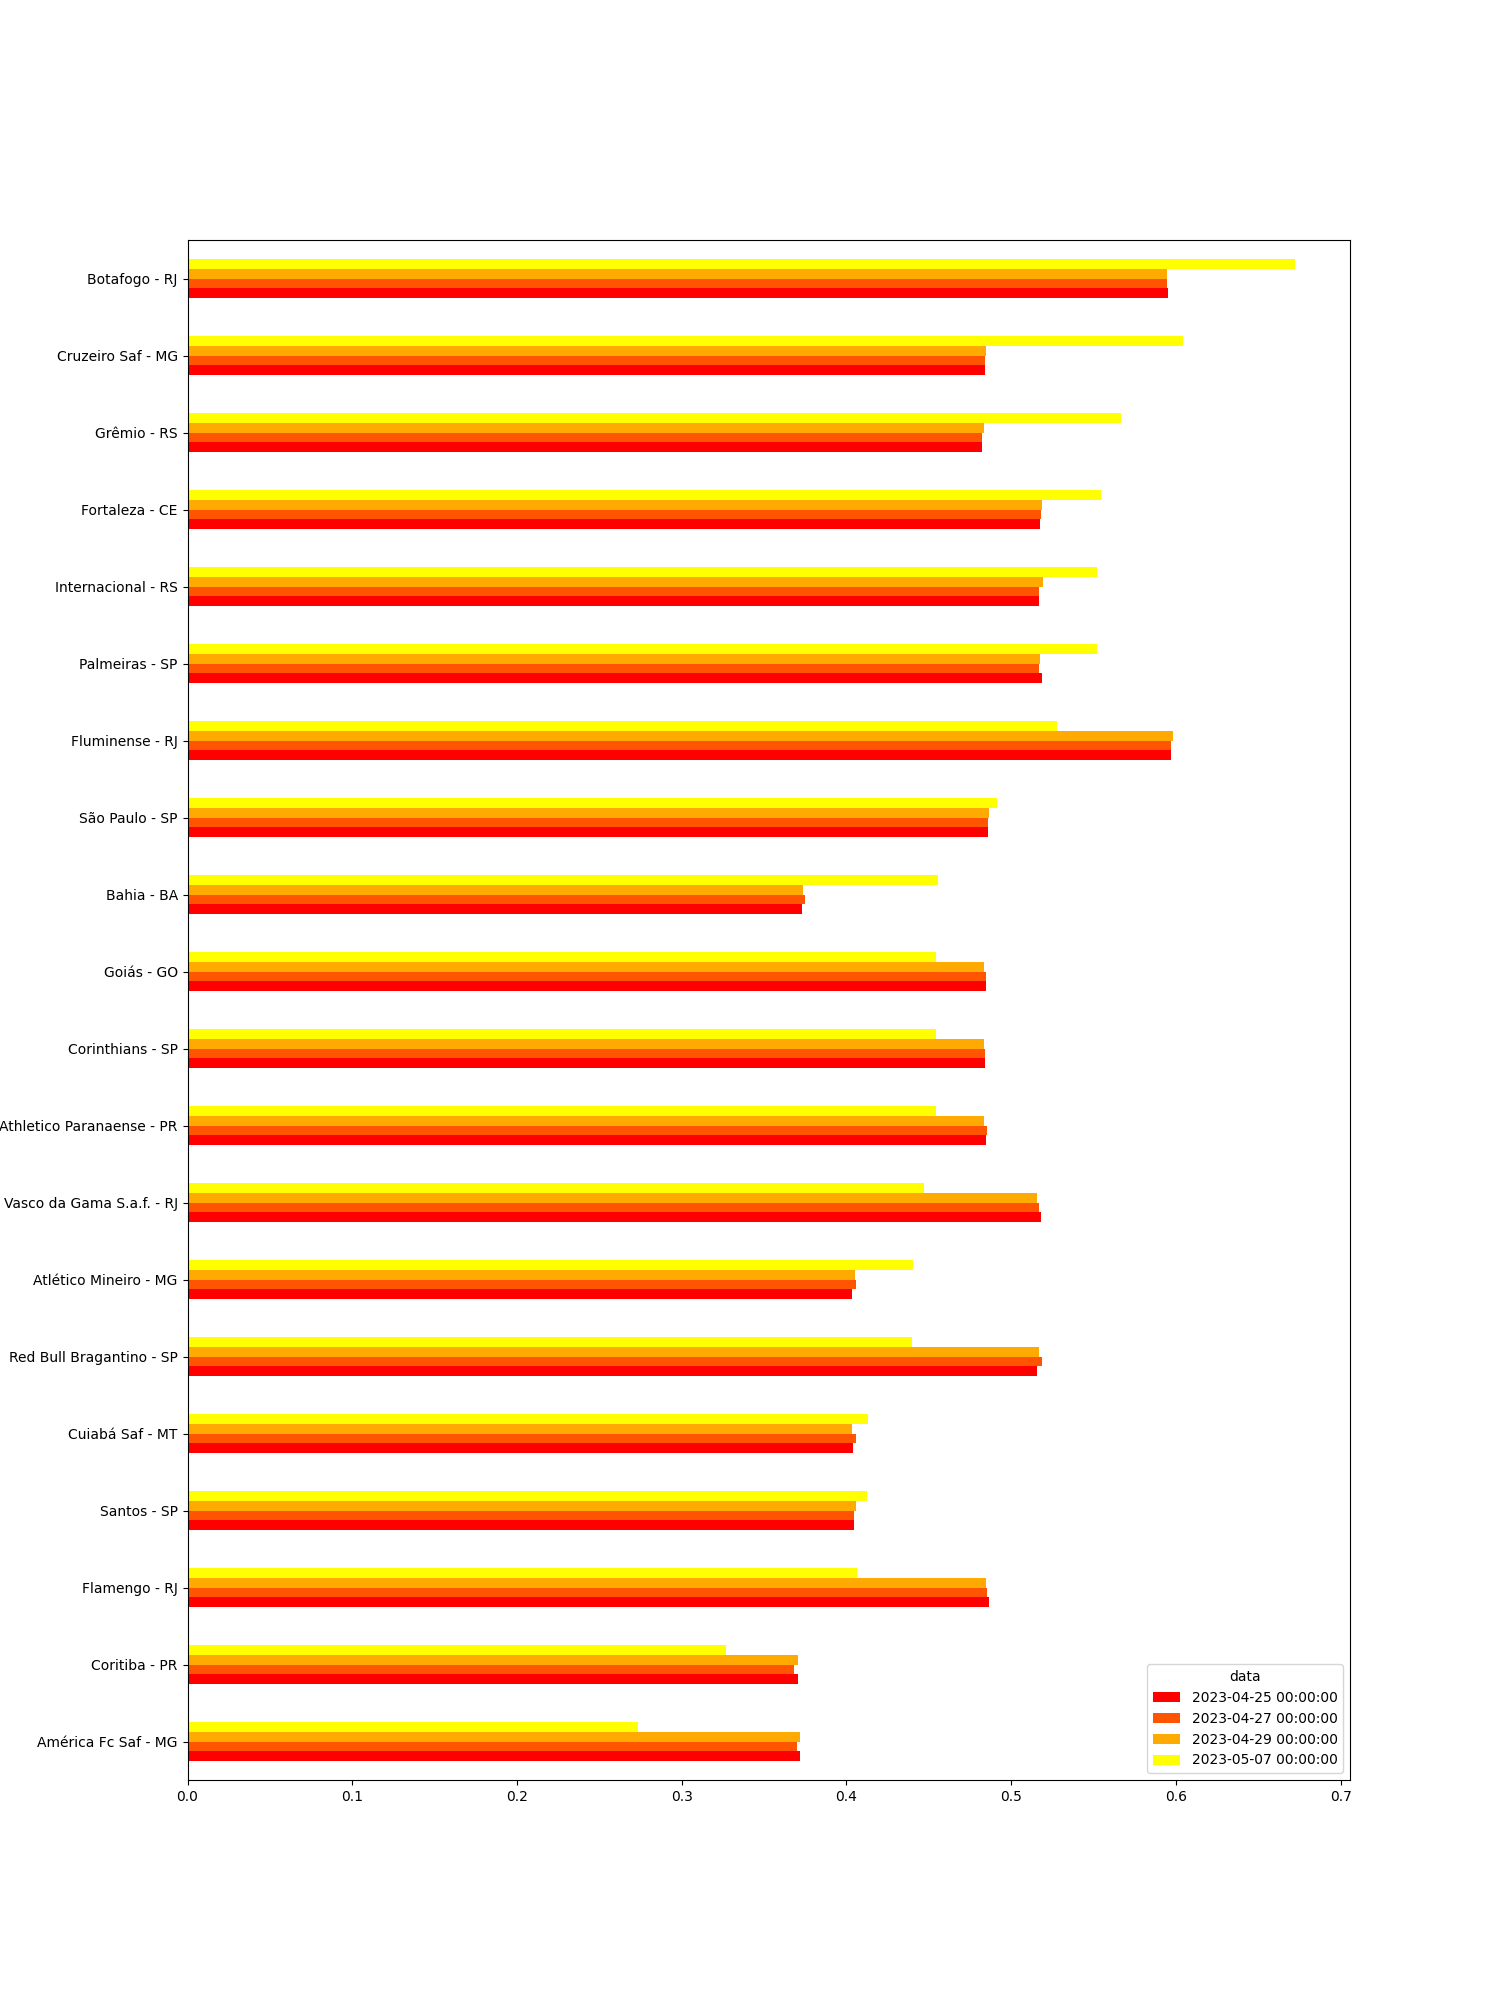 Botafogo - RJ
Cruzeiro Saf - MG
Grêmio - RS
Fortaleza - CE
Internacional - RS
Palmeiras - SP
Fluminense - RJ
São Paulo - SP
Bahia - BA
Goiás - GO
Corinthians - SP
Athletico Paranaense - PR
Vasco da Gama S.a.f. - RJ
Atlético Mineiro - MG
Red Bull Bragantino - SP
Cuiabá Saf - MT
Santos - SP
Flamengo - RJ
Coritiba - PR
América Fc Saf - MG
data
2023-04-25 00:00:00
2023-04-27 00:00:00
2023-04-29 00:00:00
2023-05-07 00:00:00
0.0 0.1 0.2 0.3 0.4 0.5 0.6 0.7